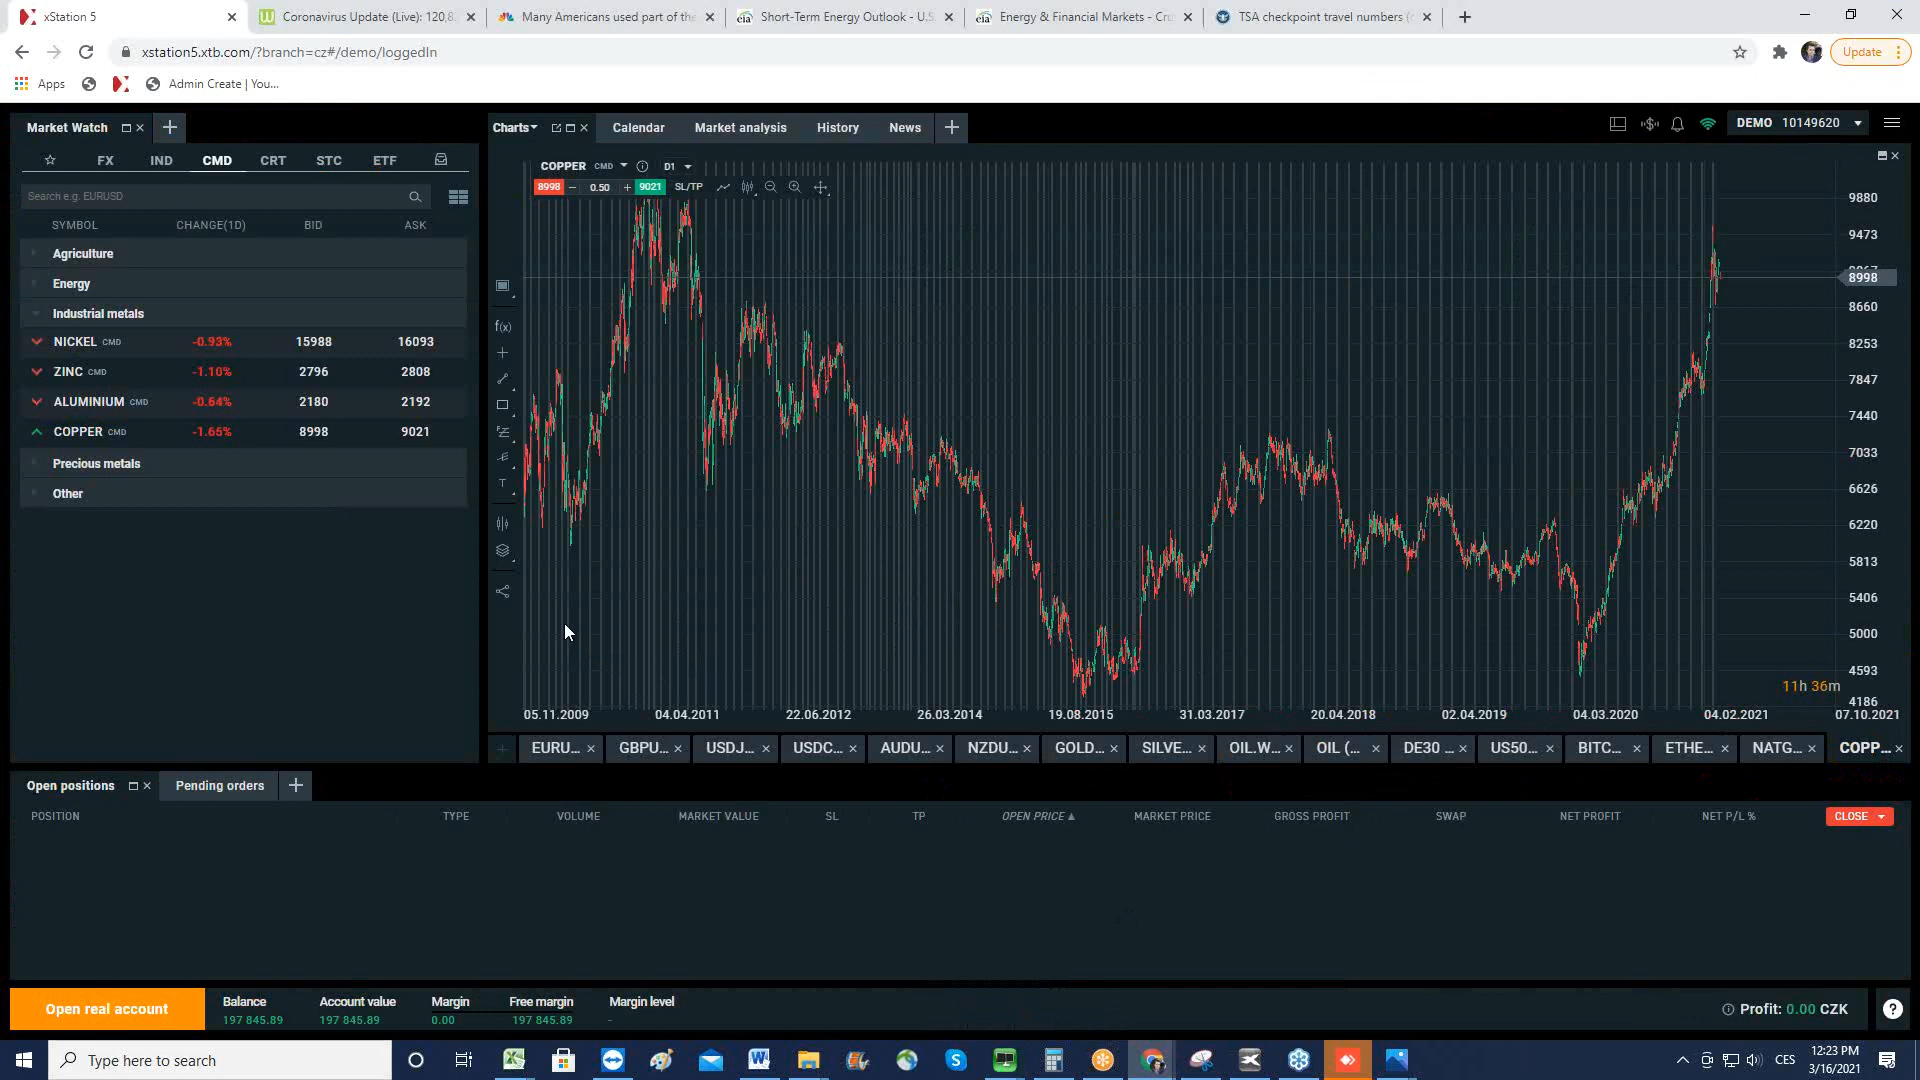 xStation 5
Coronavirus Update (Live): 120,8
Many Americans used part of the
Short-Term Energy Outlook - U.S.
Energy & Financial Markets - Cru
TSA checkpoint travel numbers (
xstation5.xtb.com/?branch=cz#/demo/loggedIn
Update
Apps
Admin Create | You...
Market Watch
Charts
Calendar
Market analysis
History
News
DEMO 10149620
FX IND CMD CRT STC ETF
COPPER CMD D1
8998 0.50 9021 SL/TP
Search e.g. EURUSD
SYMBOL CHANGE(1D) BID ASK
Agriculture
Energy
Industrial metals
NICKEL CMD -0.93% 15988 16093
ZINC CMD -1.10% 2796 2808
ALUMINIUM CMD -0.64% 2180 2192
COPPER CMD -1.65% 8998 9021
Precious metals
Other
f(x)
T
9880
9473
8998
8660
8253
7847
7440
7033
6626
6220
5813
5406
5000
4593
11h 36m
4186
05.11.2009 04.04.2011 22.06.2012 26.03.2014 19.08.2015 31.03.2017 20.04.2018 02.04.2019 04.03.2020 04.02.2021 07.10.2021
EURU... GBPU... USDJ... USDC... AUDU... NZDU... GOLD... SILVE... OIL.W... OIL (... DE30 ... US50... BITC... ETHE... NATG... COPP...
Open positions
Pending orders
POSITION TYPE VOLUME MARKET VALUE SL TP OPEN PRICE MARKET PRICE GROSS PROFIT SWAP NET PROFIT NET P/L % CLOSE
Open real account
Balance Account value Margin Free margin Margin level
197 845.89 197 845.89 0.00 197 845.89 -
Profit: 0.00 CZK
?
Type here to search
CES
12:23 PM
3/16/2021